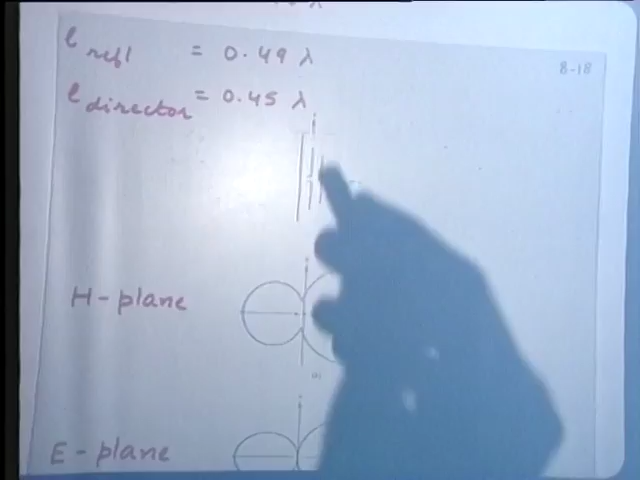 l refl = 0.49 λ
8-18
l director = 0.45 λ
H-plane
E-plane